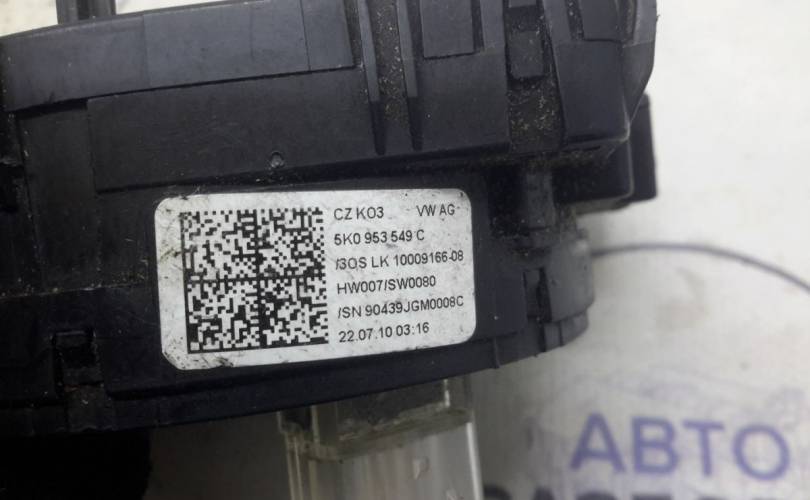 CZ KO3 VW AG
5K0 953 549 C
/3OS LK 10009166-08
HW007/SW0080
/SN 90439JGM0008C
22.07.10 03:16
АВТО